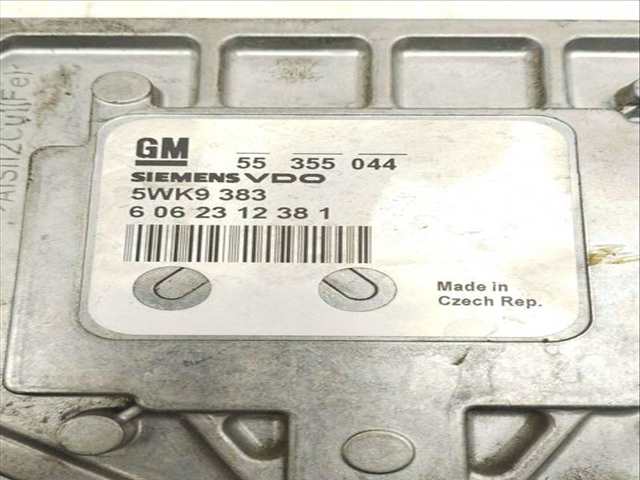 GM 55 355 044
SIEMENS VDO
5WK9 383
6 06 23 12 38 1
Made in
Czech Rep.